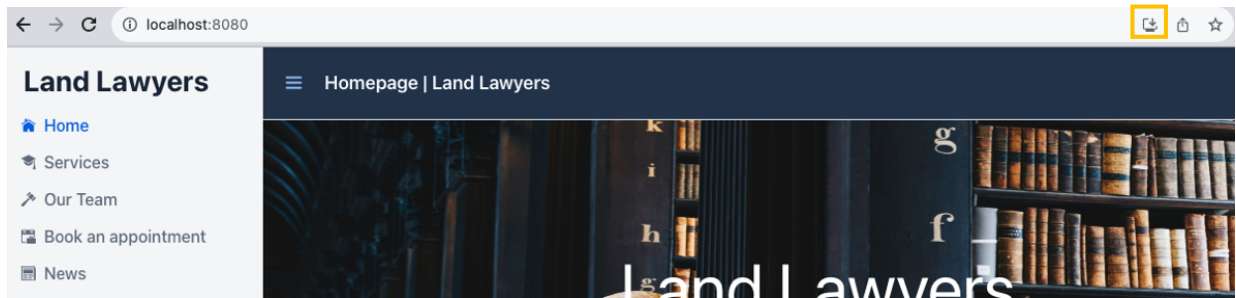 localhost:8080
Land Lawyers
Homepage | Land Lawyers
Home
Services
Our Team
Book an appointment
News
k
i
h
g
g
f
Land Lawyers